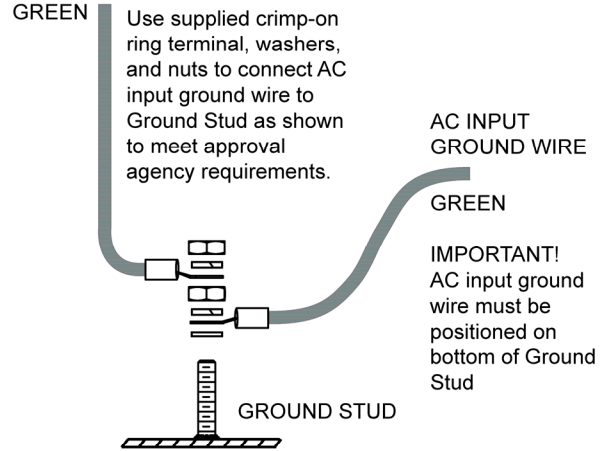 GREEN
Use supplied crimp-on
ring terminal, washers,
and nuts to connect AC
input ground wire to
Ground Stud as shown
to meet approval
agency requirements.
AC INPUT
GROUND WIRE
GREEN
IMPORTANT!
AC input ground
wire must be
positioned on
bottom of Ground
Stud
GROUND STUD